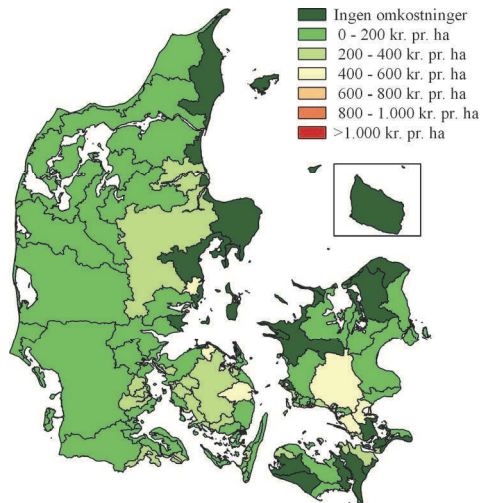 Ingen omkostninger
0 - 200 kr. pr. ha
200 - 400 kr. pr. ha
400 - 600 kr. pr. ha
600 - 800 kr. pr. ha
800 - 1.000 kr. pr. ha
>1.000 kr. pr. ha